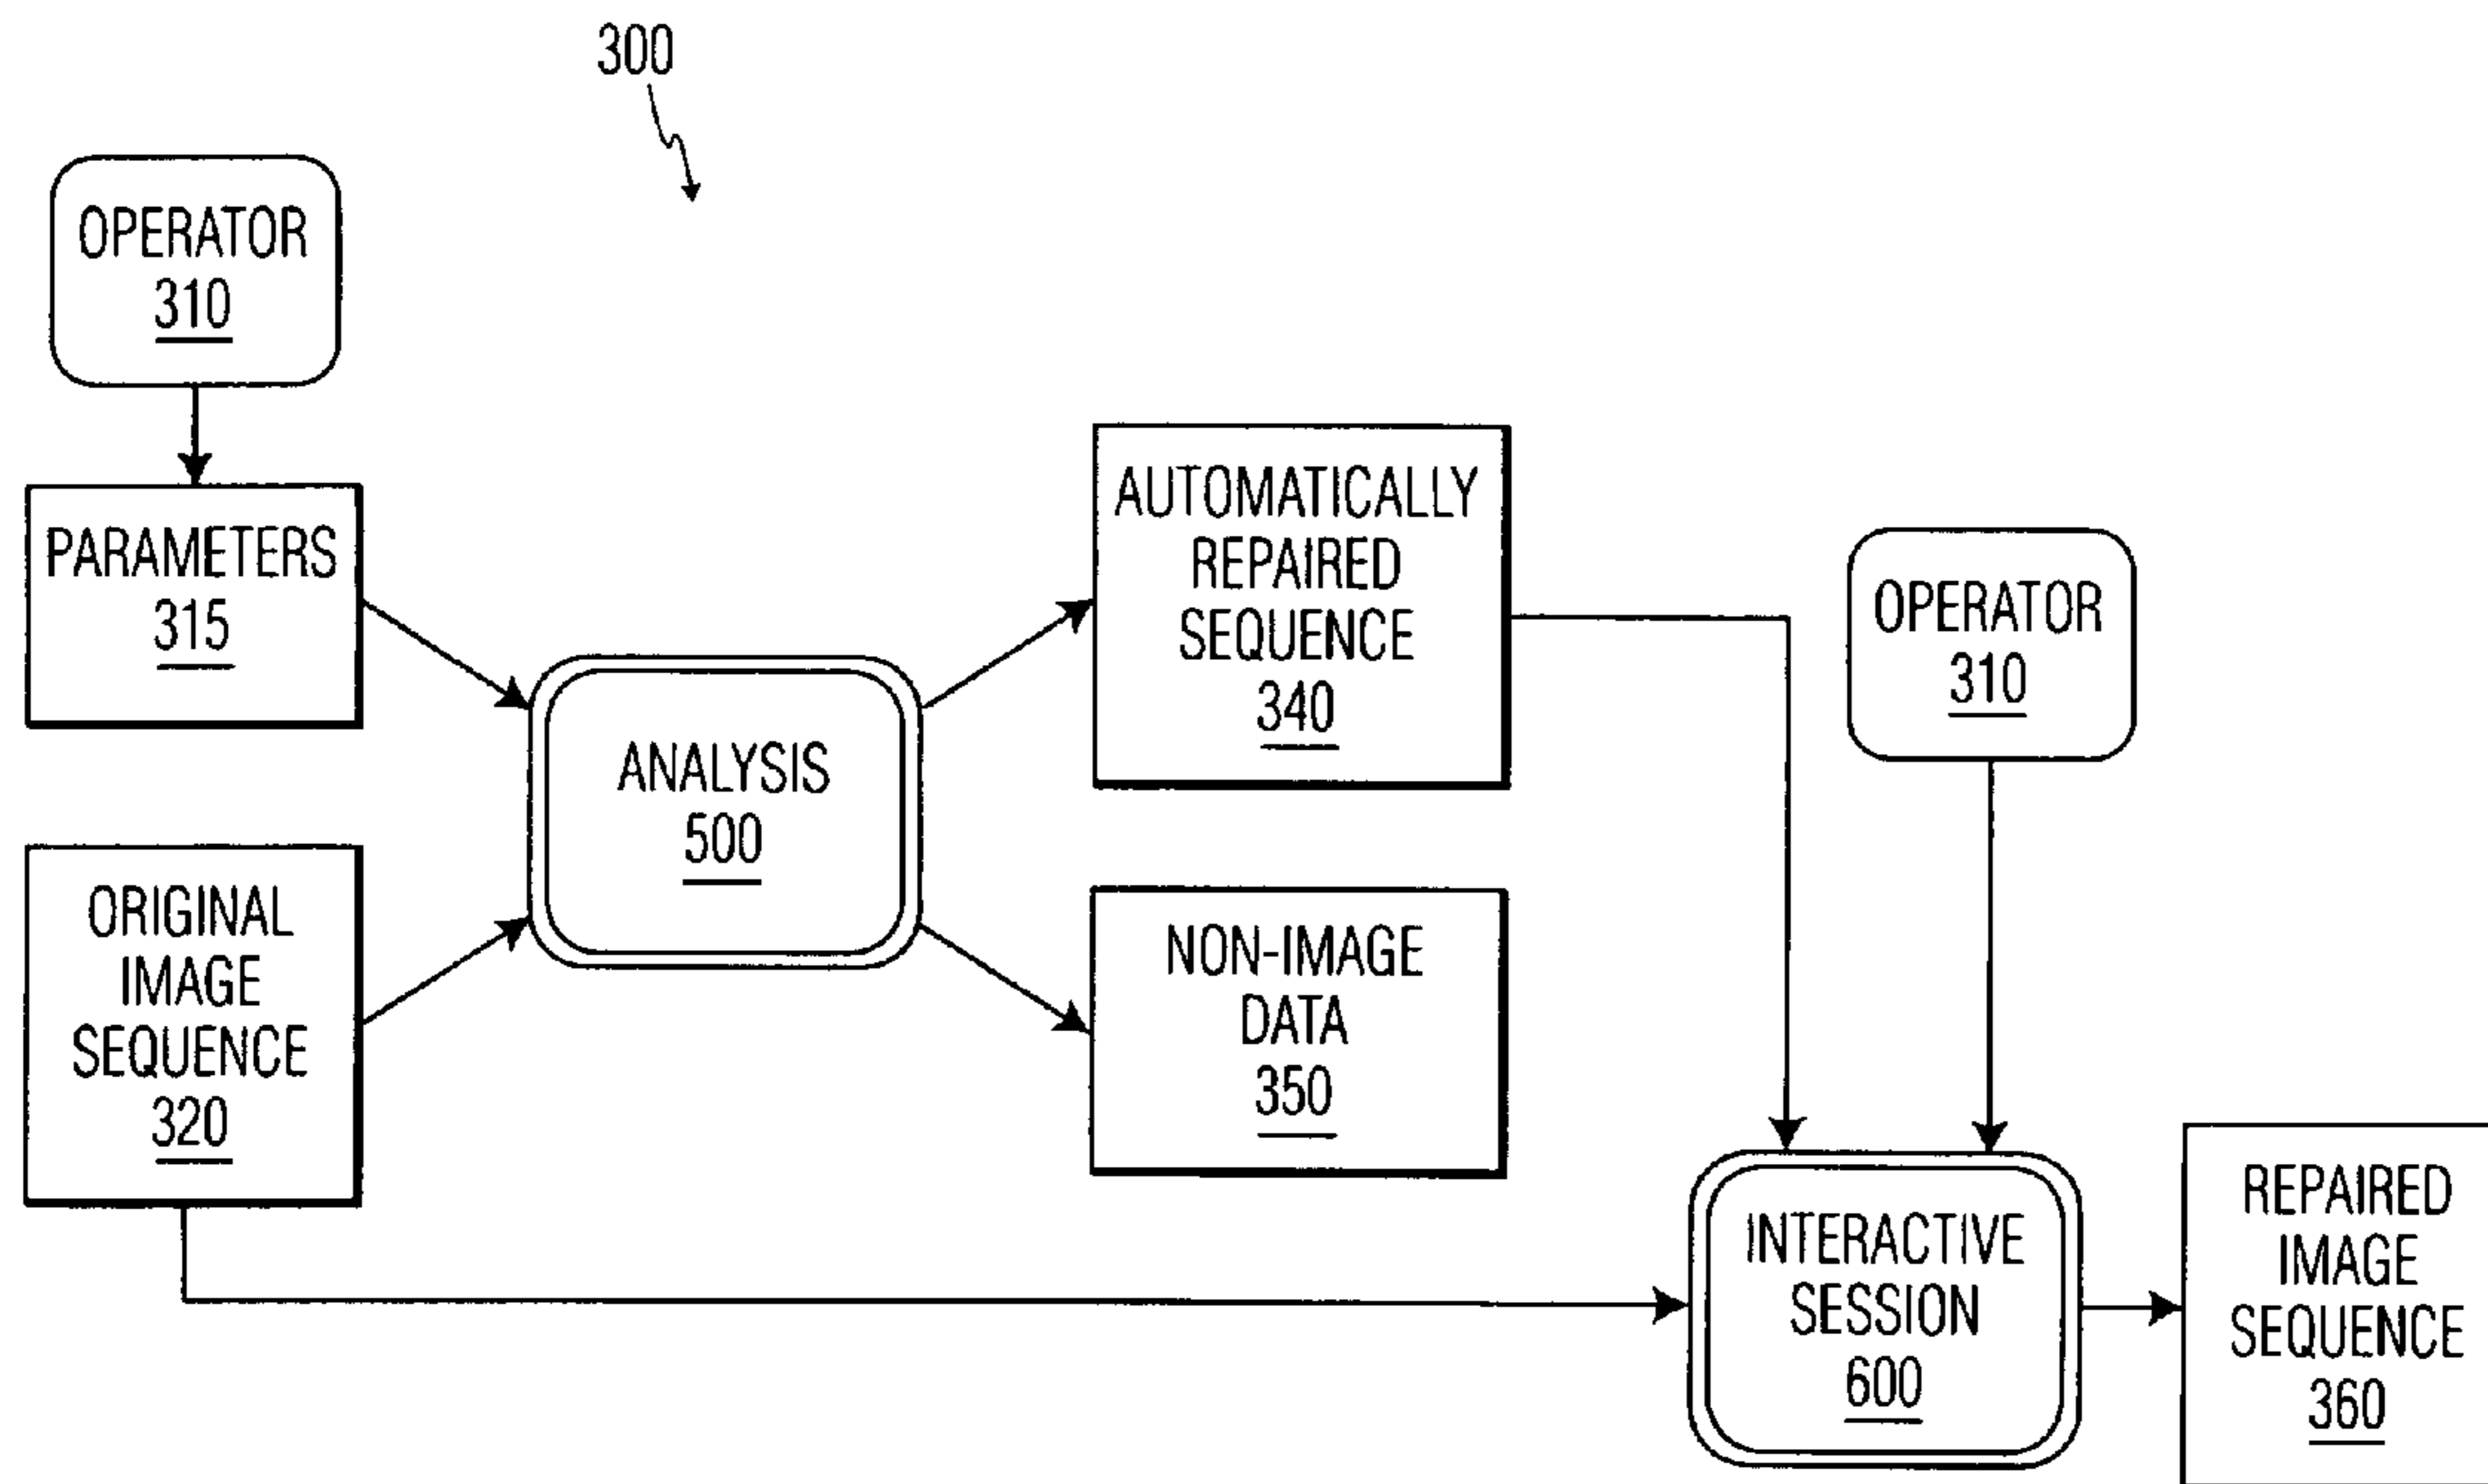 300
OPERATOR
310
PARAMETERS
315
ORIGINAL
IMAGE
SEQUENCE
320
ANALYSIS
500
AUTOMATICALLY
REPAIRED
SEQUENCE
340
NON-IMAGE
DATA
350
OPERATOR
310
INTERACTIVE
SESSION
600
REPAIRED
IMAGE
SEQUENCE
360